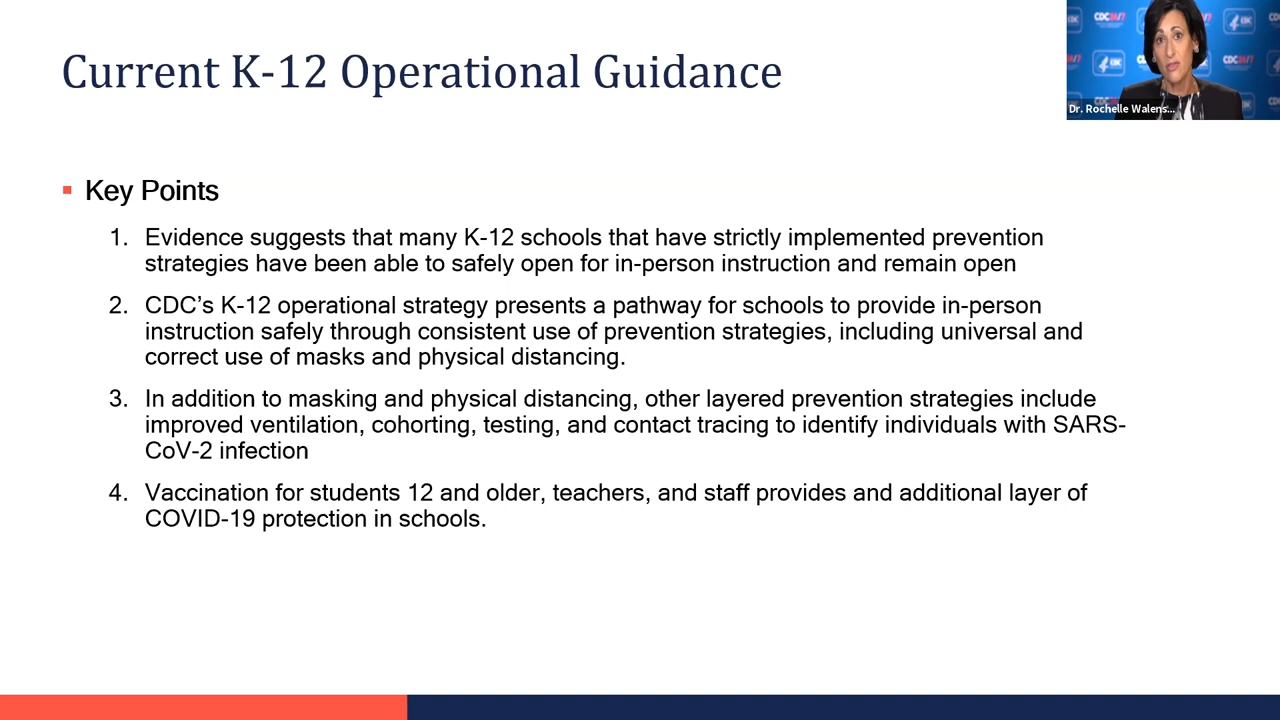 Current K-12 Operational Guidance
Dr. Rochelle Walens...
Key Points
1. Evidence suggests that many K-12 schools that have strictly implemented prevention
strategies have been able to safely open for in-person instruction and remain open
2. CDC’s K-12 operational strategy presents a pathway for schools to provide in-person
instruction safely through consistent use of prevention strategies, including universal and
correct use of masks and physical distancing.
3. In addition to masking and physical distancing, other layered prevention strategies include
improved ventilation, cohorting, testing, and contact tracing to identify individuals with SARS-
CoV-2 infection
4. Vaccination for students 12 and older, teachers, and staff provides and additional layer of
COVID-19 protection in schools.